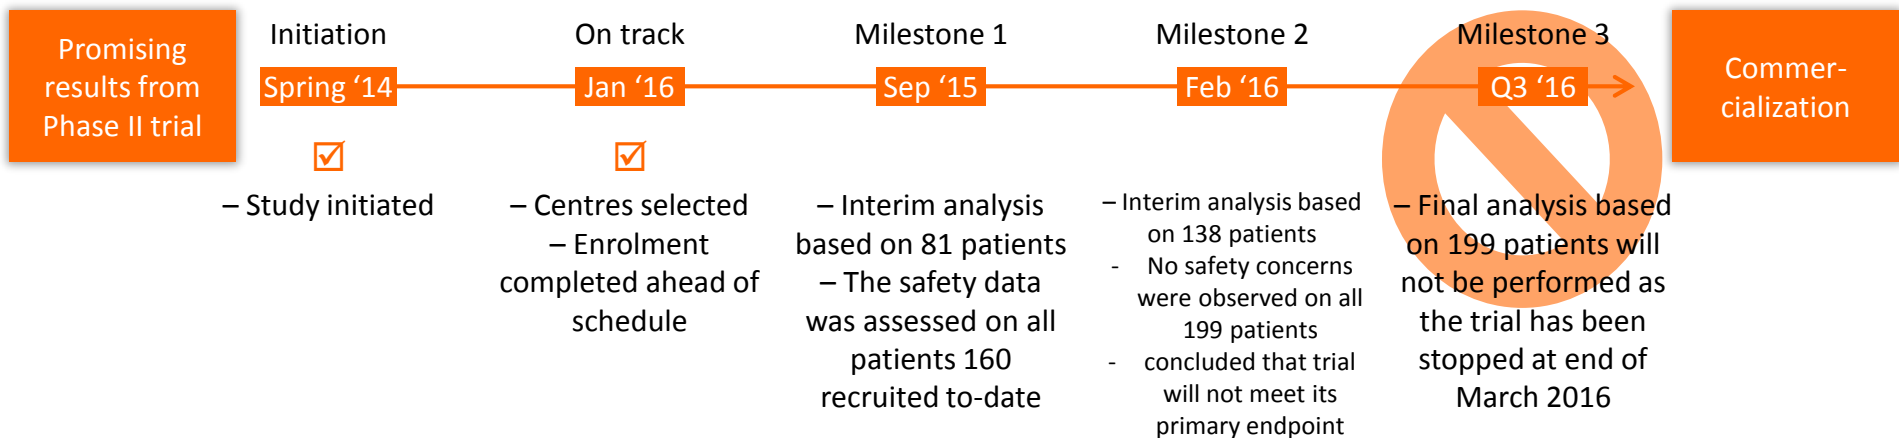 Promising
results from
Phase II trial
Initiation
Spring ‘14
☑
– Study initiated
On track
Jan ‘16
☑
– Centres selected
– Enrolment
completed ahead of
schedule
Milestone 1
Sep ‘15
– Interim analysis
based on 81 patients
– The safety data
was assessed on all
patients 160
recruited to-date
Milestone 2
Feb ‘16
– Interim analysis based
on 138 patients
- No safety concerns
were observed on all
199 patients
- concluded that trial
will not meet its
primary endpoint
Milestone 3
Q3 ‘16
– Final analysis based
on 199 patients will
not be performed as
the trial has been
stopped at end of
March 2016
Commer-
cialization